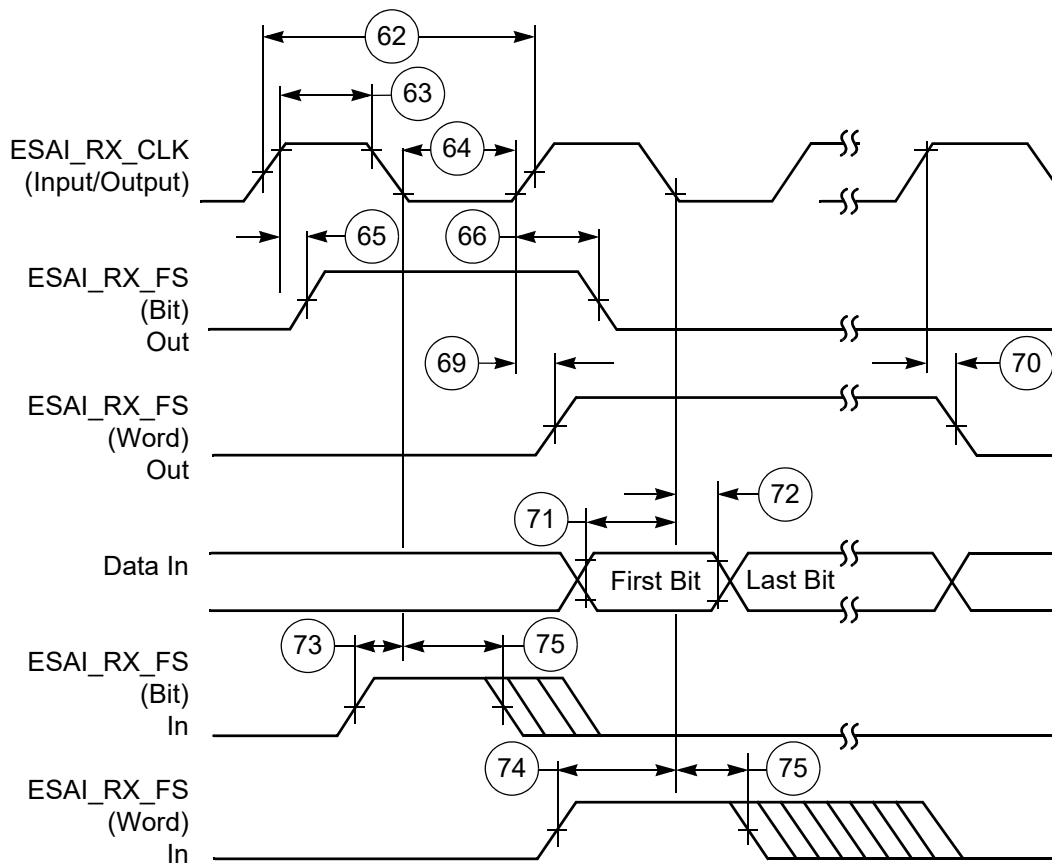 62
63
ESAI_RX_CLK
(Input/Output)
64
65
66
ESAI_RX_FS
(Bit)
Out
69
70
ESAI_RX_FS
(Word)
Out
71
72
Data In
First Bit
Last Bit
73
75
ESAI_RX_FS
(Bit)
In
74
75
ESAI_RX_FS
(Word)
In